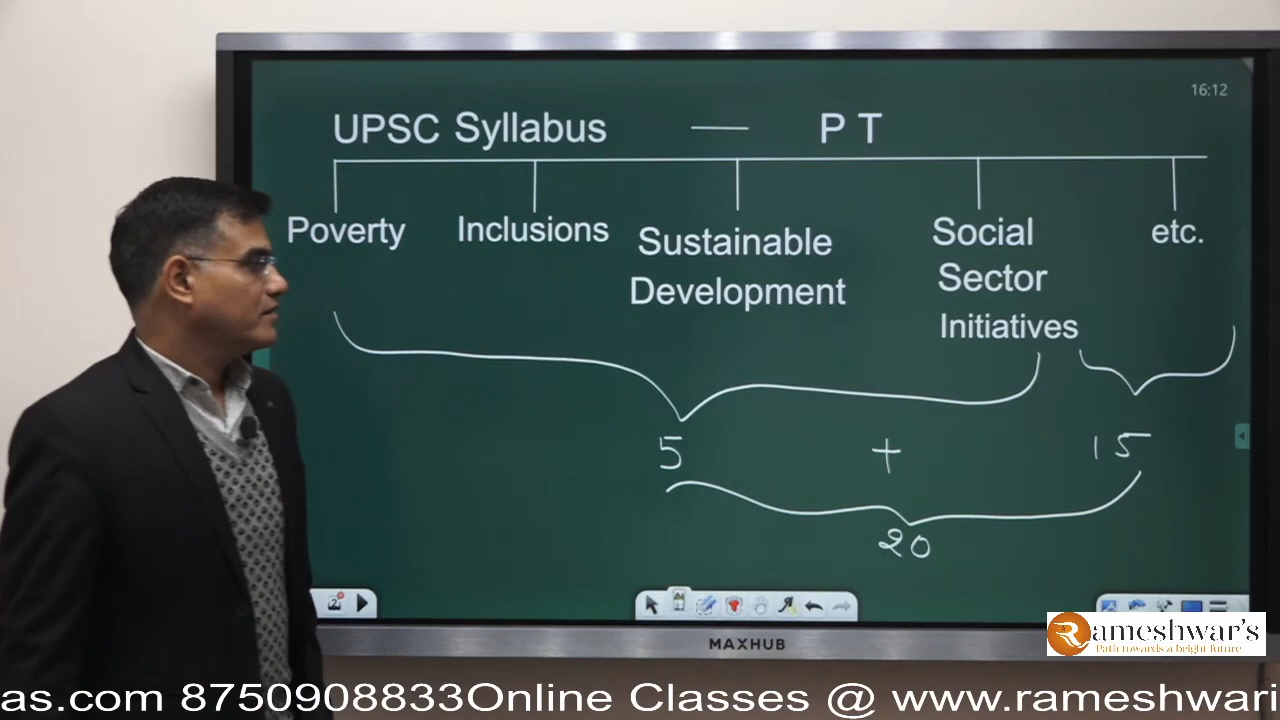 16:12
UPSC Syllabus — P T
Poverty Inclusions Sustainable Development Social Sector Initiatives etc.
5 + 15
20
MAXHUB
Rameshwar's
Path towards a bright future
as.com 8750908833Online Classes @ www.rameshwari